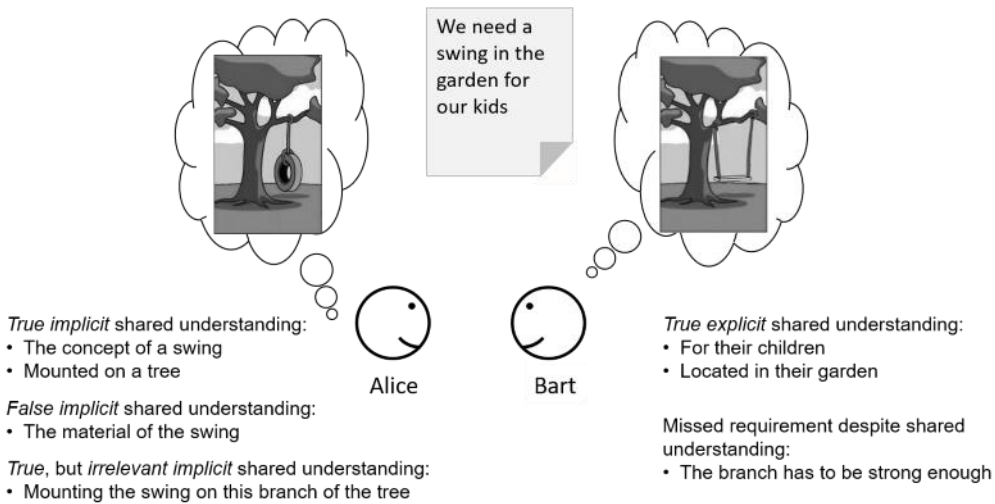 We need a
swing in the
garden for
our kids
Alice
Bart
True implicit shared understanding:
• The concept of a swing
• Mounted on a tree
False implicit shared understanding:
• The material of the swing
True, but irrelevant implicit shared understanding:
• Mounting the swing on this branch of the tree
True explicit shared understanding:
• For their children
• Located in their garden
Missed requirement despite shared
understanding:
• The branch has to be strong enough